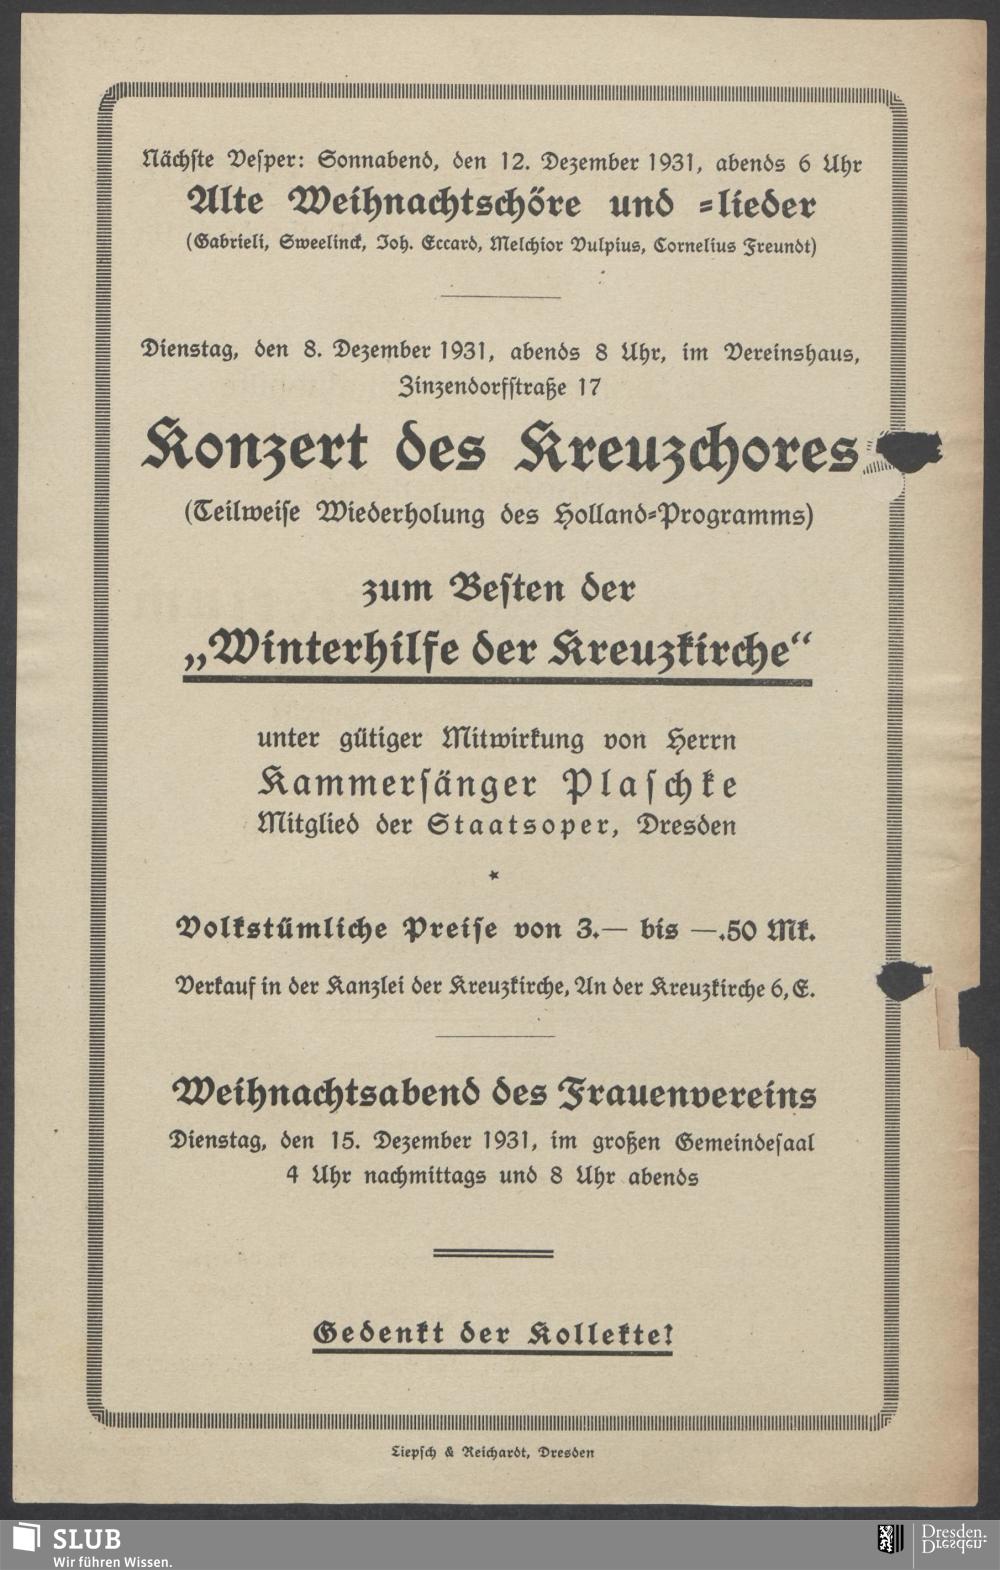 Nächste Vesper: Sonnabend, den 12. Dezember 1931, abends 6 Uhr
Alte Weihnachtschöre und =lieder
(Gabrieli, Sweelinck, Joh. Eccard, Melchior Vulpius, Cornelius Freundt)
Dienstag, den 8. Dezember 1931, abends 8 Uhr, im Vereinshaus,
Zinzendorfstraße 17
Konzert des Kreuzchores
(Teilweise Wiederholung des Holland=Programms)
zum Besten der
„Winterhilfe der Kreuzkirche“
unter gütiger Mitwirkung von Herrn
Kammersänger Plaschke
Mitglied der Staatsoper, Dresden
*
Volkstümliche Preise von 3.— bis —.50 Mk.
Verkauf in der Kanzlei der Kreuzkirche, An der Kreuzkirche 6, E.
Weihnachtsabend des Frauenvereins
Dienstag, den 15. Dezember 1931, im großen Gemeindesaal
4 Uhr nachmittags und 8 Uhr abends
Gedenkt der Kollekte!
Liepsch & Reichardt, Dresden
SLUB
Wir führen Wissen.
Dresden.
Dresden.